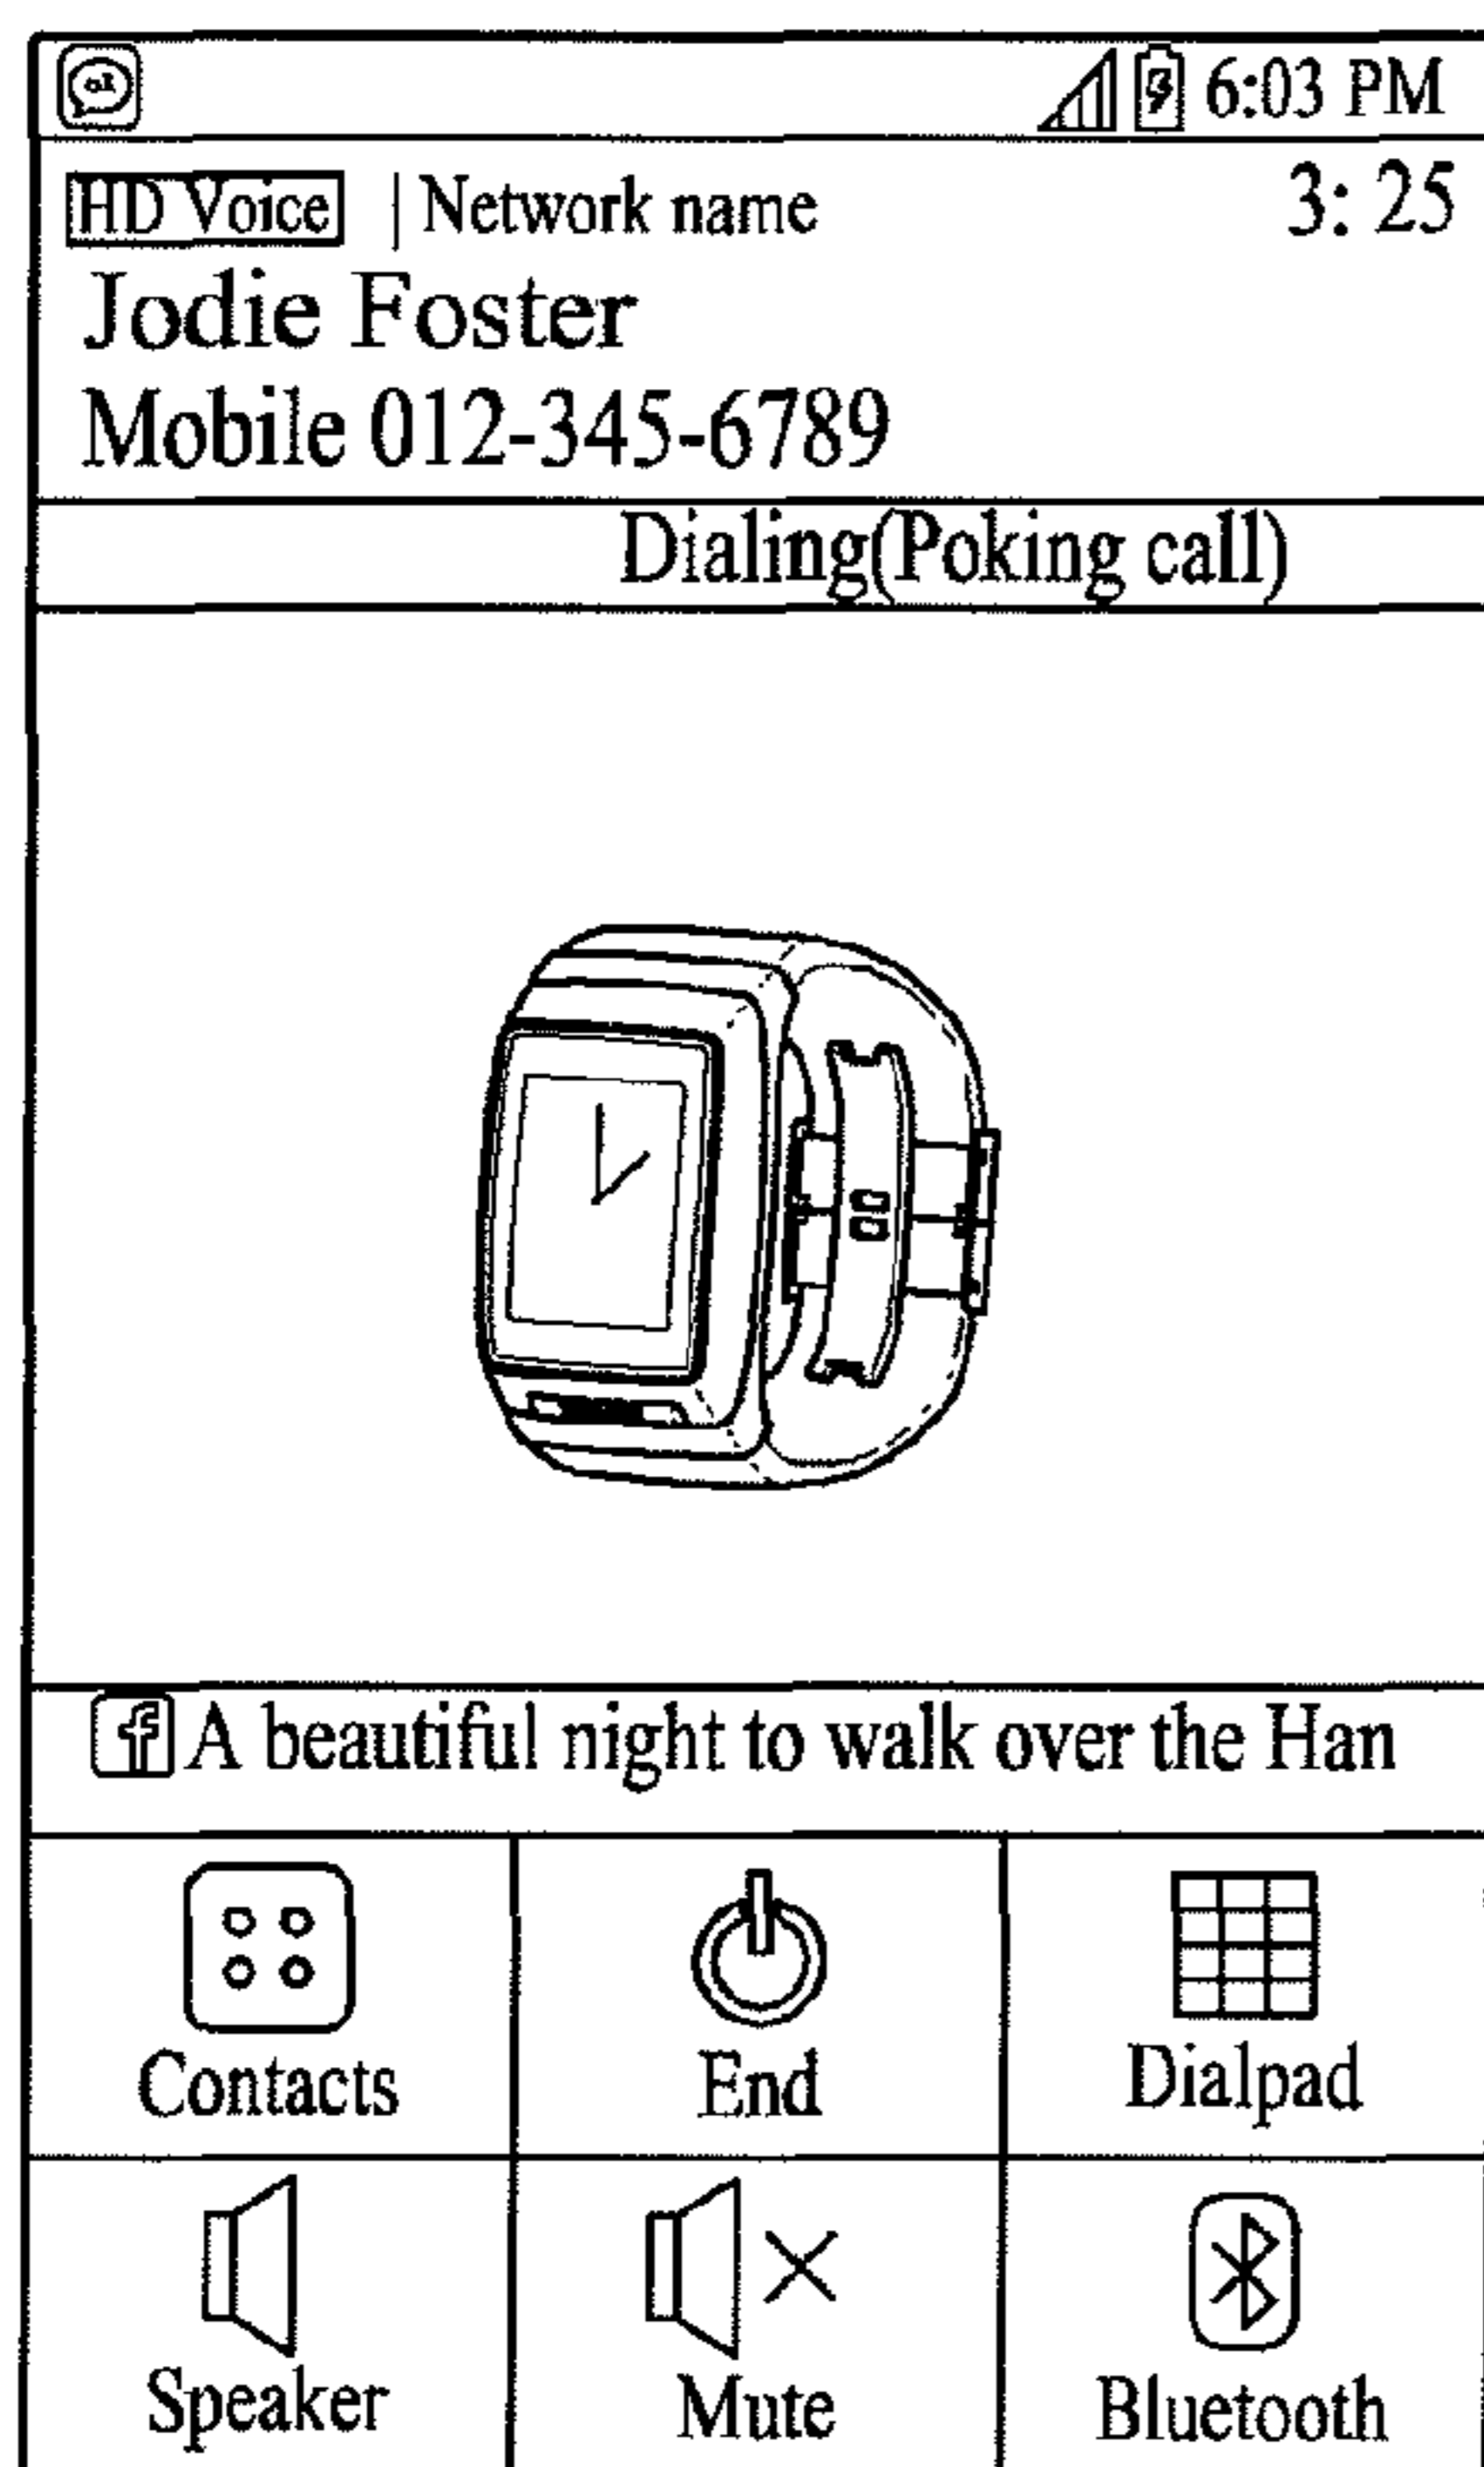 6:03 PM
HD Voice | Network name 3: 25
Jodie Foster
Mobile 012-345-6789
Dialing(Poking call)
f A beautiful night to walk over the Han
Contacts End Dialpad
Speaker Mute Bluetooth